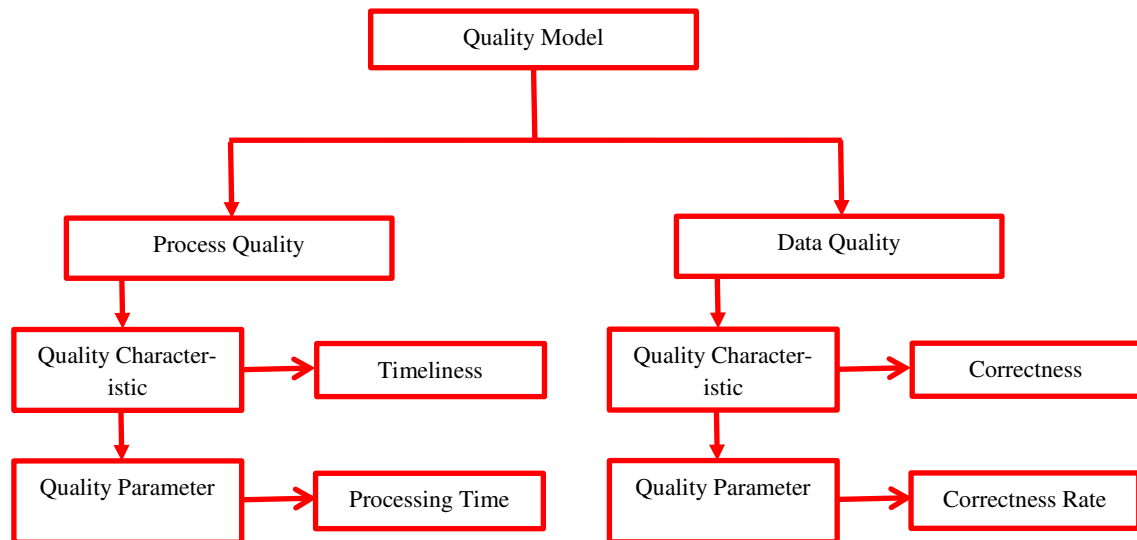 Quality Model
Process Quality
Data Quality
Quality Character-
istic
Timeliness
Quality Character-
istic
Correctness
Quality Parameter
Processing Time
Quality Parameter
Correctness Rate